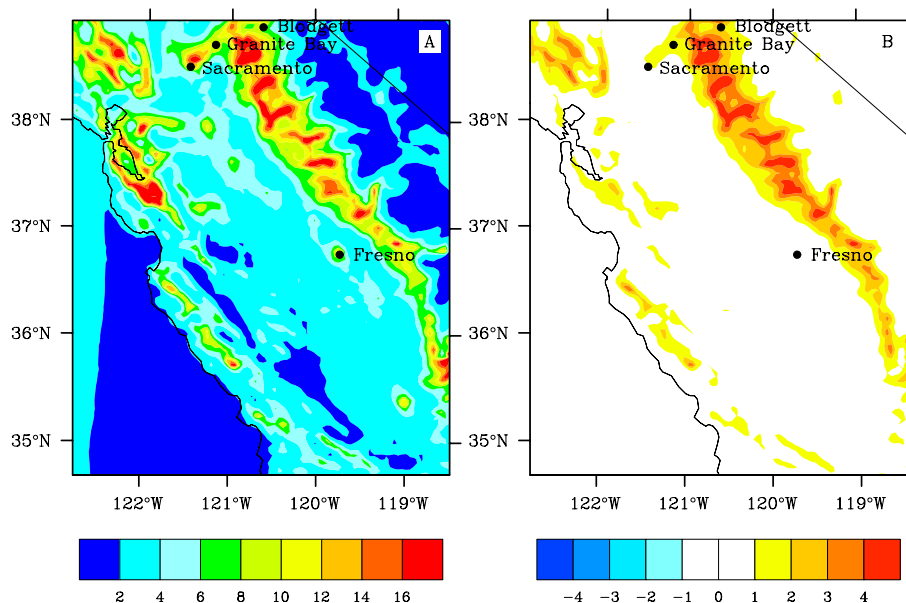 Blodgett
A
Granite Bay
Sacramento
Blodgett
B
Granite Bay
Sacramento
38°N
38°N
37°N
37°N
Fresno
Fresno
36°N
36°N
35°N
35°N
122°W 121°W 120°W 119°W
122°W 121°W 120°W 119°W
2 4 6 8 10 12 14 16
-4 -3 -2 -1 0 1 2 3 4